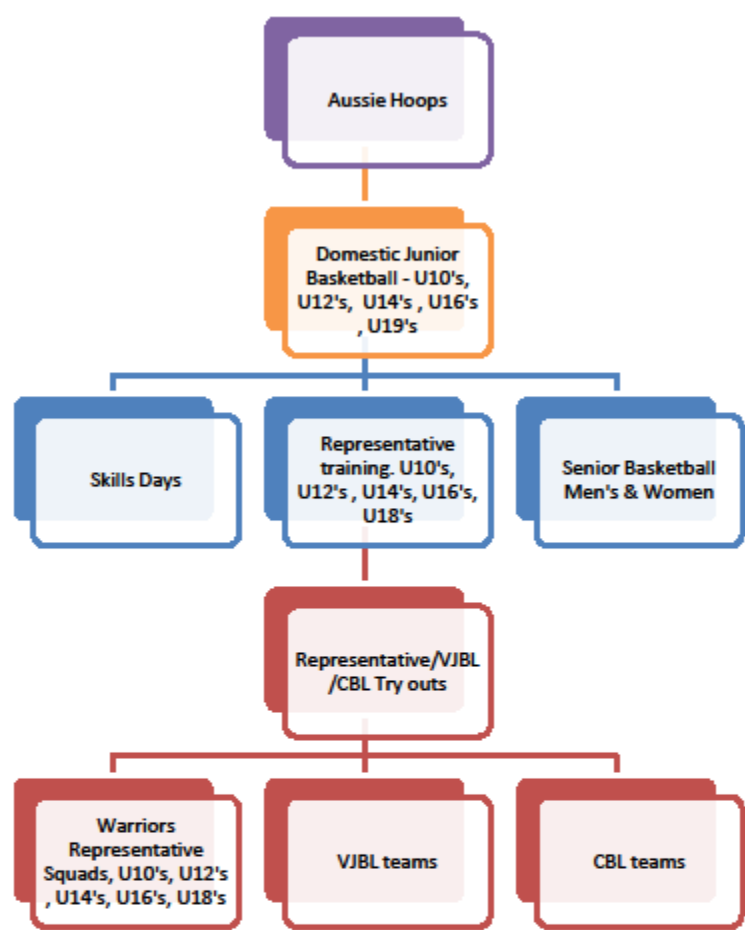 Aussie Hoops
Domestic Junior
Basketball - U10's,
U12's, U14's , U16's
, U19's
Skills Days
Representative
training. U10's,
U12's , U14's, U16's,
U18's
Senior Basketball
Men's & Women
Representative/VJBL
/CBL Try outs
Warriors
Representative
Squads, U10's, U12's
, U14's, U16's, U18's
VJBL teams
CBL teams